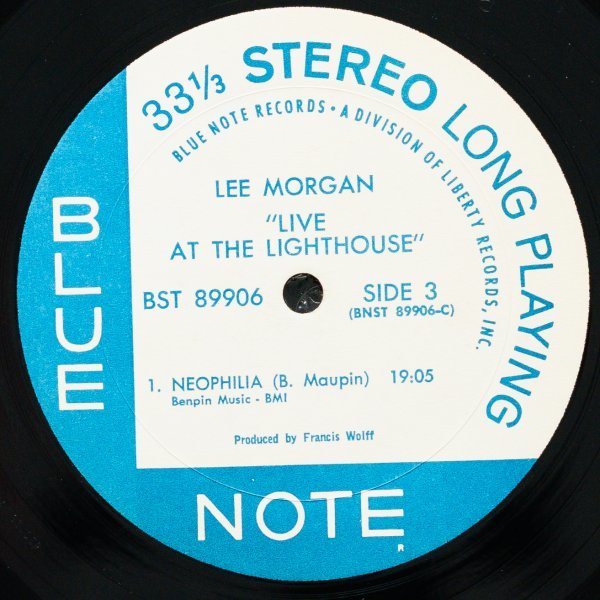 33⅓ STEREO LONG PLAYING
BLUE NOTE RECORDS • A DIVISION OF LIBERTY RECORDS, INC.
LEE MORGAN
"LIVE
AT THE LIGHTHOUSE"
BST 89906
SIDE 3
(BNST 89906-C)
1. NEOPHILIA (B. Maupin) 19:05
Benpin Music - BMI
Produced by Francis Wolff
BLUE
NOTE
R